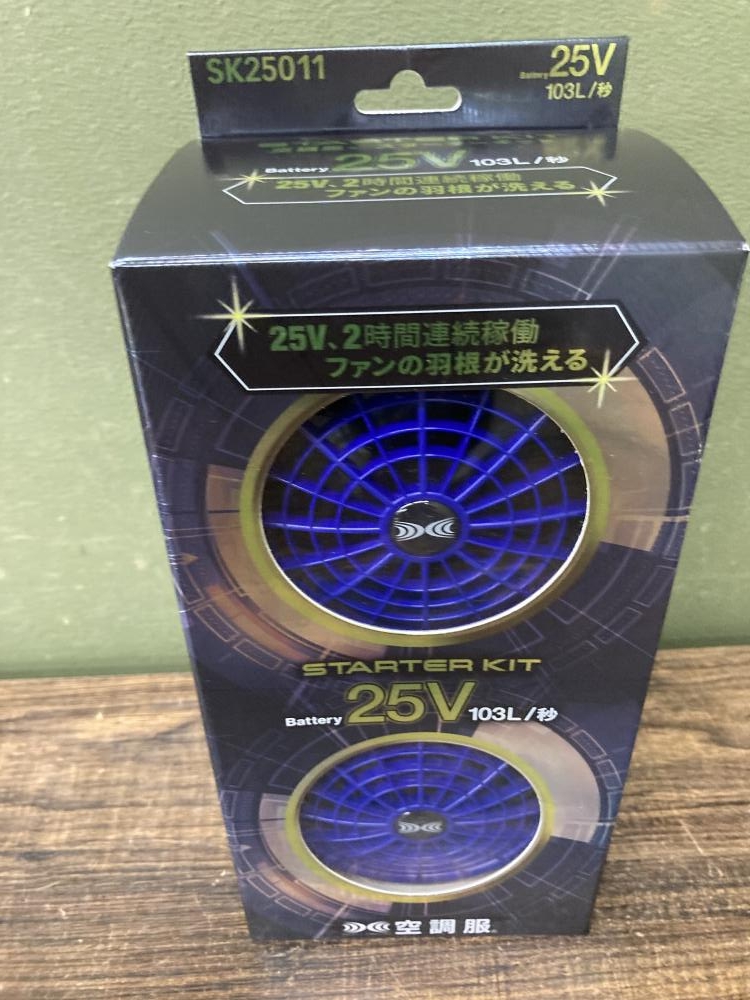 SK25011
Battery 25V
103L/秒
Battery 25V 103L/秒
25V、2時間連続稼働
ファンの羽根が洗える
25V、2時間連続稼働
ファンの羽根が洗える
STARTER KIT
Battery 25V 103L/秒
空調服